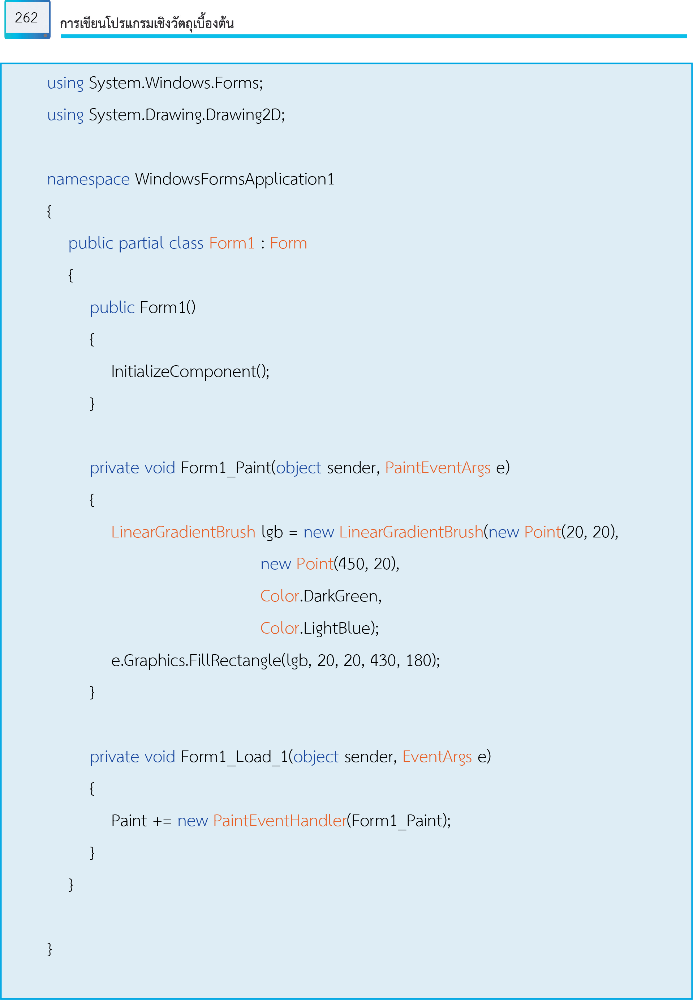 262
การเขียนโปรแกรมเชิงวัตถุเบื้องต้น
using System.Windows.Forms;
using System.Drawing.Drawing2D;
namespace WindowsFormsApplication1
{
public partial class Form1 : Form
{
public Form1()
{
InitializeComponent();
}
private void Form1_Paint(object sender, PaintEventArgs e)
{
LinearGradientBrush lgb = new LinearGradientBrush(new Point(20, 20),
new Point(450, 20),
Color.DarkGreen,
Color.LightBlue);
e.Graphics.FillRectangle(lgb, 20, 20, 430, 180);
}
private void Form1_Load_1(object sender, EventArgs e)
{
Paint += new PaintEventHandler(Form1_Paint);
}
}
}